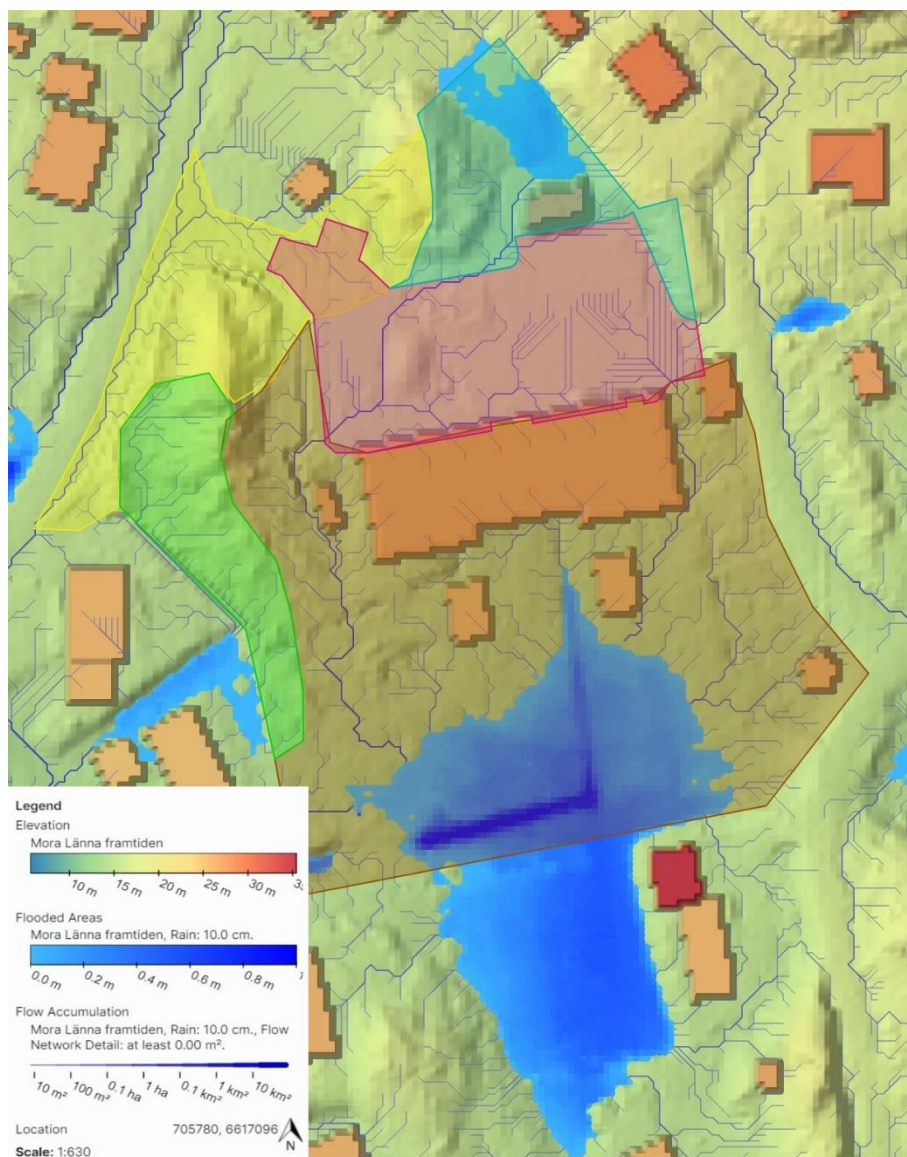 Legend
Elevation
Mora Länna framtiden
10 m 15 m 20 m 25 m 30 m 3
Flooded Areas
Mora Länna framtiden, Rain: 10.0 cm.
0.0 m 0.2 m 0.4 m 0.6 m 0.8 m 1
Flow Accumulation
Mora Länna framtiden, Rain: 10.0 cm., Flow
Network Detail: at least 0.00 m².
10 m² 100 m² 0.1 ha 1 ha 0.1 km² 1 km² 10 km²
Location 705780, 6617096
N
Scale: 1:630